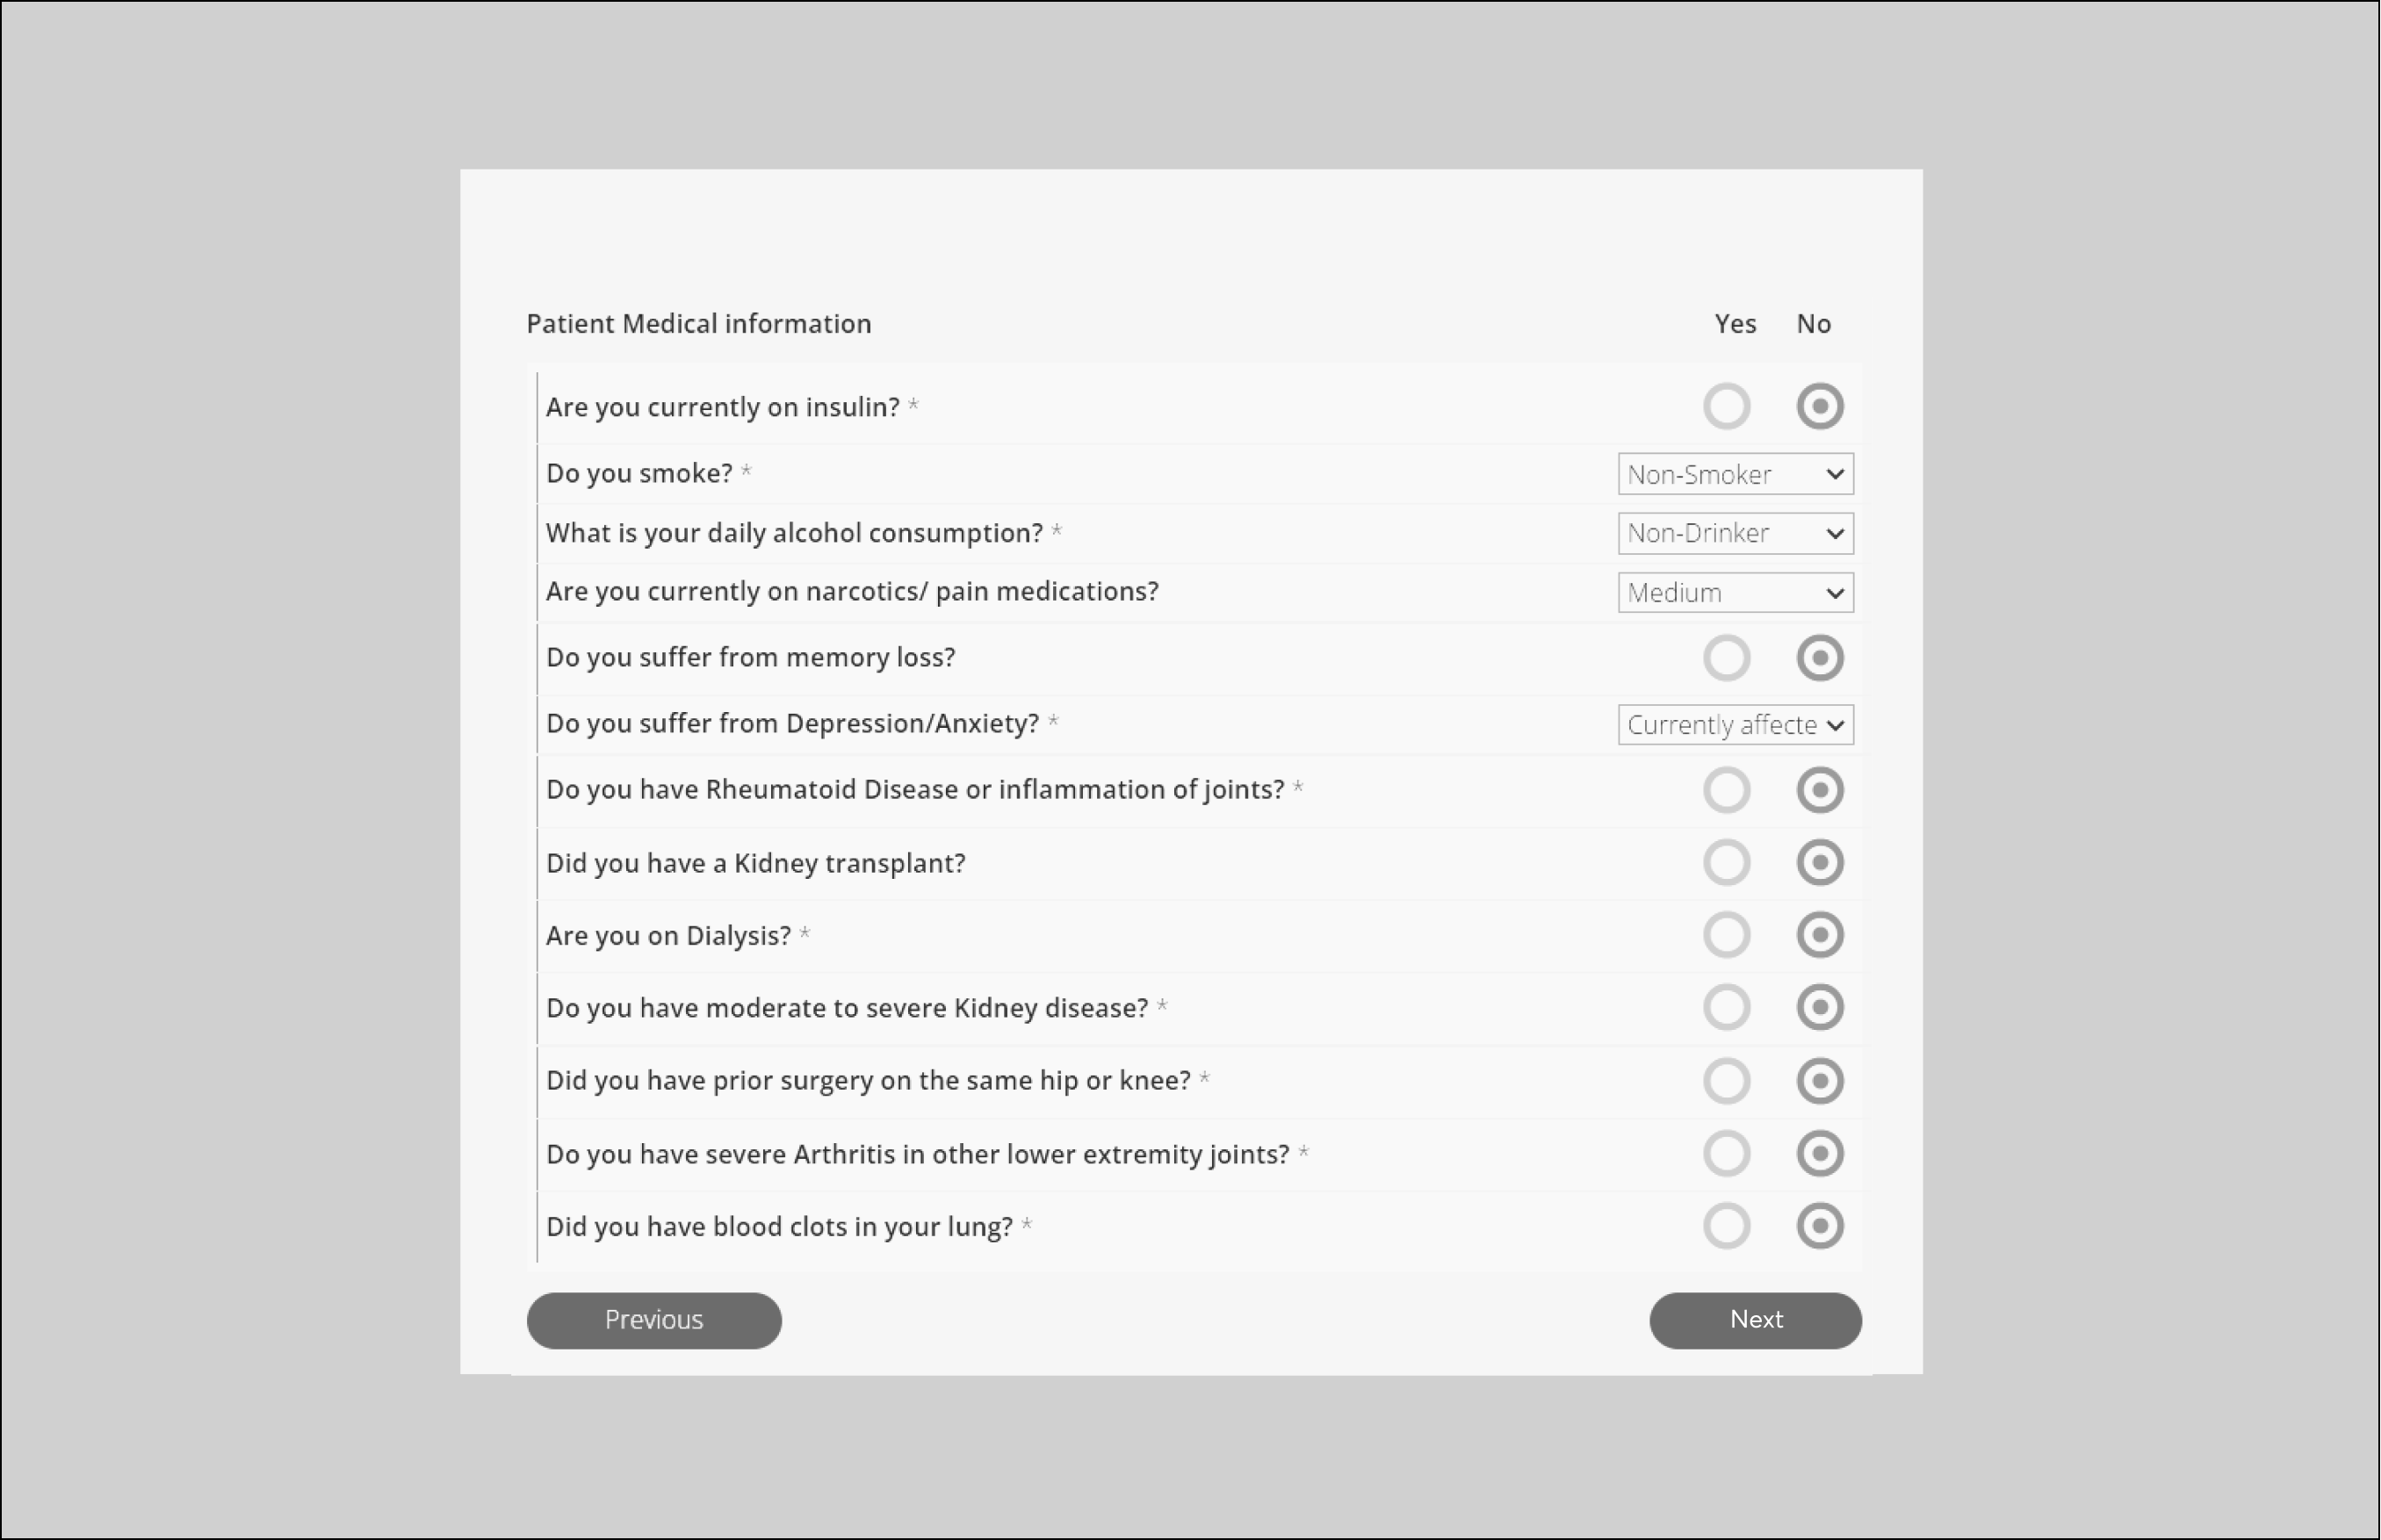 Patient Medical information Yes No
Are you currently on insulin? *
Do you smoke? * Non-Smoker
What is your daily alcohol consumption? * Non-Drinker
Are you currently on narcotics/ pain medications? Medium
Do you suffer from memory loss?
Do you suffer from Depression/Anxiety? * Currently affecte
Do you have Rheumatoid Disease or inflammation of joints? *
Did you have a Kidney transplant?
Are you on Dialysis? *
Do you have moderate to severe Kidney disease? *
Did you have prior surgery on the same hip or knee? *
Do you have severe Arthritis in other lower extremity joints? *
Did you have blood clots in your lung? *
Previous Next